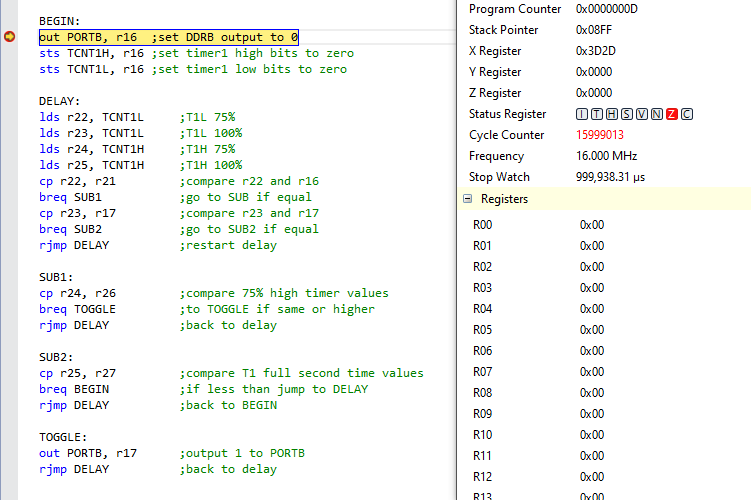 BEGIN:
out PORTB, r16 ;set DDRB output to 0
sts TCNT1H, r16 ;set timer1 high bits to zero
sts TCNT1L, r16 ;set timer1 low bits to zero
DELAY:
lds r22, TCNT1L ;T1L 75%
lds r23, TCNT1L ;T1L 100%
lds r24, TCNT1H ;T1H 75%
lds r25, TCNT1H ;T1H 100%
cp r22, r21 ;compare r22 and r16
breq SUB1 ;go to SUB if equal
cp r23, r17 ;compare r23 and r17
breq SUB2 ;go to SUB2 if equal
rjmp DELAY ;restart delay
SUB1:
cp r24, r26 ;compare 75% high timer values
breq TOGGLE ;to TOGGLE if same or higher
rjmp DELAY ;back to delay
SUB2:
cp r25, r27 ;compare T1 full second time values
breq BEGIN ;if less than jump to DELAY
rjmp DELAY ;back to BEGIN
TOGGLE:
out PORTB, r17 ;output 1 to PORTB
rjmp DELAY ;back to delay
Program Counter 0x0000000D
Stack Pointer 0x08FF
X Register 0x3D2D
Y Register 0x0000
Z Register 0x0000
Status Register I T H S V N Z C
Cycle Counter 15999013
Frequency 16.000 MHz
Stop Watch 999,938.31 µs
Registers
R00 0x00
R01 0x00
R02 0x00
R03 0x00
R04 0x00
R05 0x00
R06 0x00
R07 0x00
R08 0x00
R09 0x00
R10 0x00
R11 0x00
R12 0x00
R13 0x00